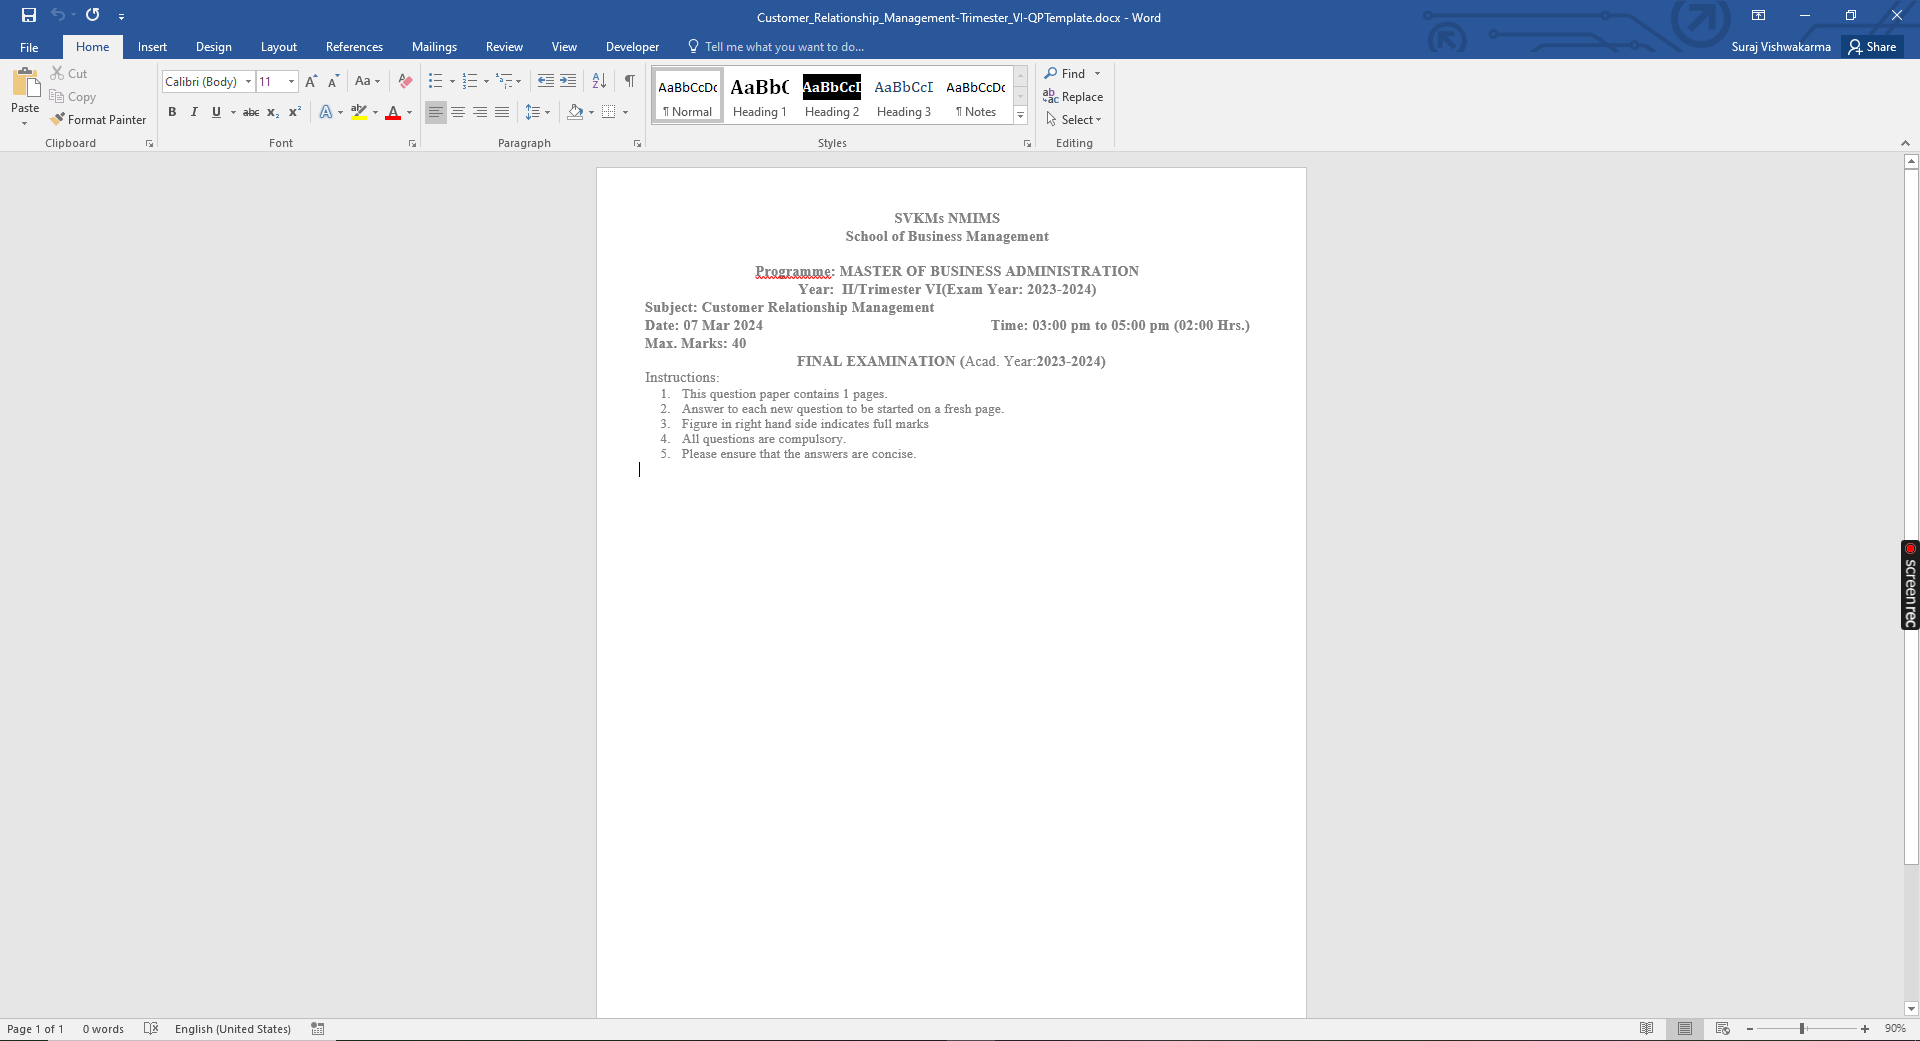 Customer_Relationship_Management-Trimester_VI-QPTemplate.docx - Word
File Home Insert Design Layout References Mailings Review View Developer Tell me what you want to do... Suraj Vishwakarma Share
Paste
Cut
Copy
Format Painter
Clipboard
Calibri (Body) 11
Font
Paragraph
AaBbCcDc AaBbC AaBbCcI AaBbCcI AaBbCcDc
¶ Normal Heading 1 Heading 2 Heading 3 ¶ Notes
Styles
Find
Replace
Select
Editing
SVKMs NMIMS
School of Business Management
Programme: MASTER OF BUSINESS ADMINISTRATION
Year: II/Trimester VI(Exam Year: 2023-2024)
Subject: Customer Relationship Management
Date: 07 Mar 2024 Time: 03:00 pm to 05:00 pm (02:00 Hrs.)
Max. Marks: 40
FINAL EXAMINATION (Acad. Year:2023-2024)
Instructions:
1. This question paper contains 1 pages.
2. Answer to each new question to be started on a fresh page.
3. Figure in right hand side indicates full marks
4. All questions are compulsory.
5. Please ensure that the answers are concise.
screenrec
Page 1 of 1 0 words English (United States) 90%